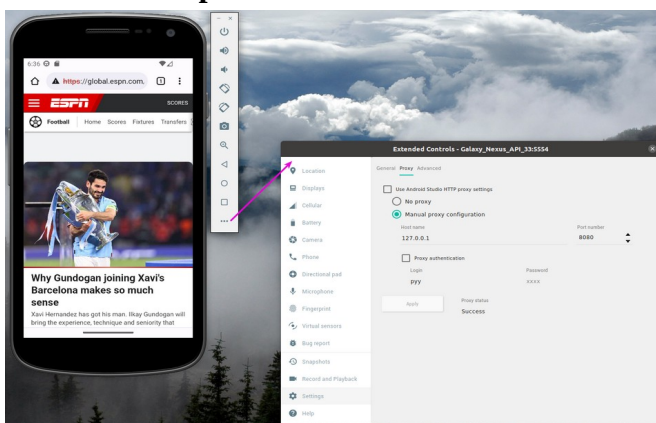 6:36
https://global.espn.com.
1
ESPN
SCORES
Football
Home
Scores
Fixtures
Transfers
Why Gundogan joining Xavi's
Barcelona makes so much
sense
Xavi Hernandez has got his man. Ilkay Gundogan will
bring the experience, technique and seniority that
Extended Controls - Galaxy_Nexus_API_33:5554
Location
Displays
Cellular
Battery
Camera
Phone
Directional pad
Microphone
Fingerprint
Virtual sensors
Bug report
Snapshots
Record and Playback
Settings
Help
General Proxy Advanced
Use Android Studio HTTP proxy settings
No proxy
Manual proxy configuration
Host name
Port number
127.0.0.1
8080
Proxy authentication
Login
Password
pyy
xxxx
Apply
Proxy status
Success